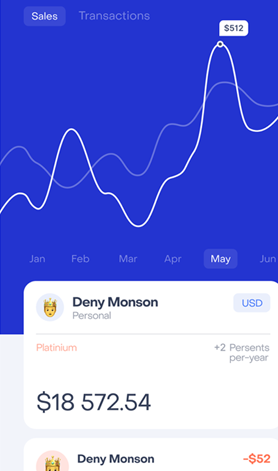 Sales Transactions
$512
Jan Feb Mar Apr May Jun
Deny Monson USD
Personal
Platinium +2 Persents
per-year
$18 572.54
Deny Monson -$52